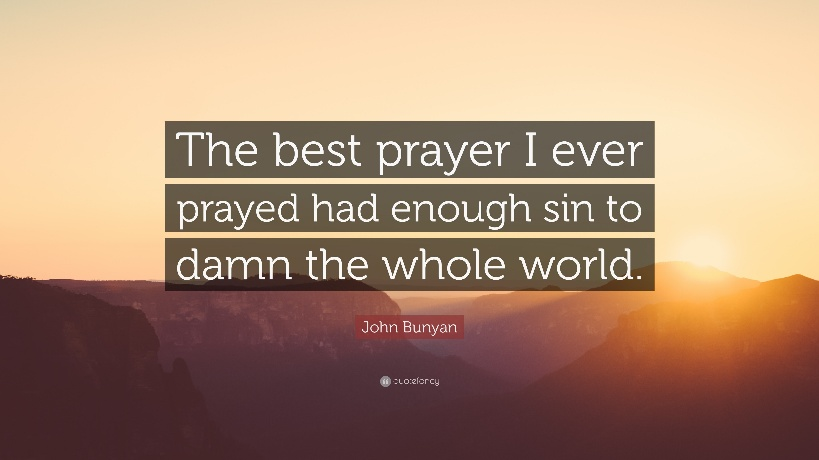 The best prayer I ever
prayed had enough sin to
damn the whole world.
John Bunyan
quotefancy